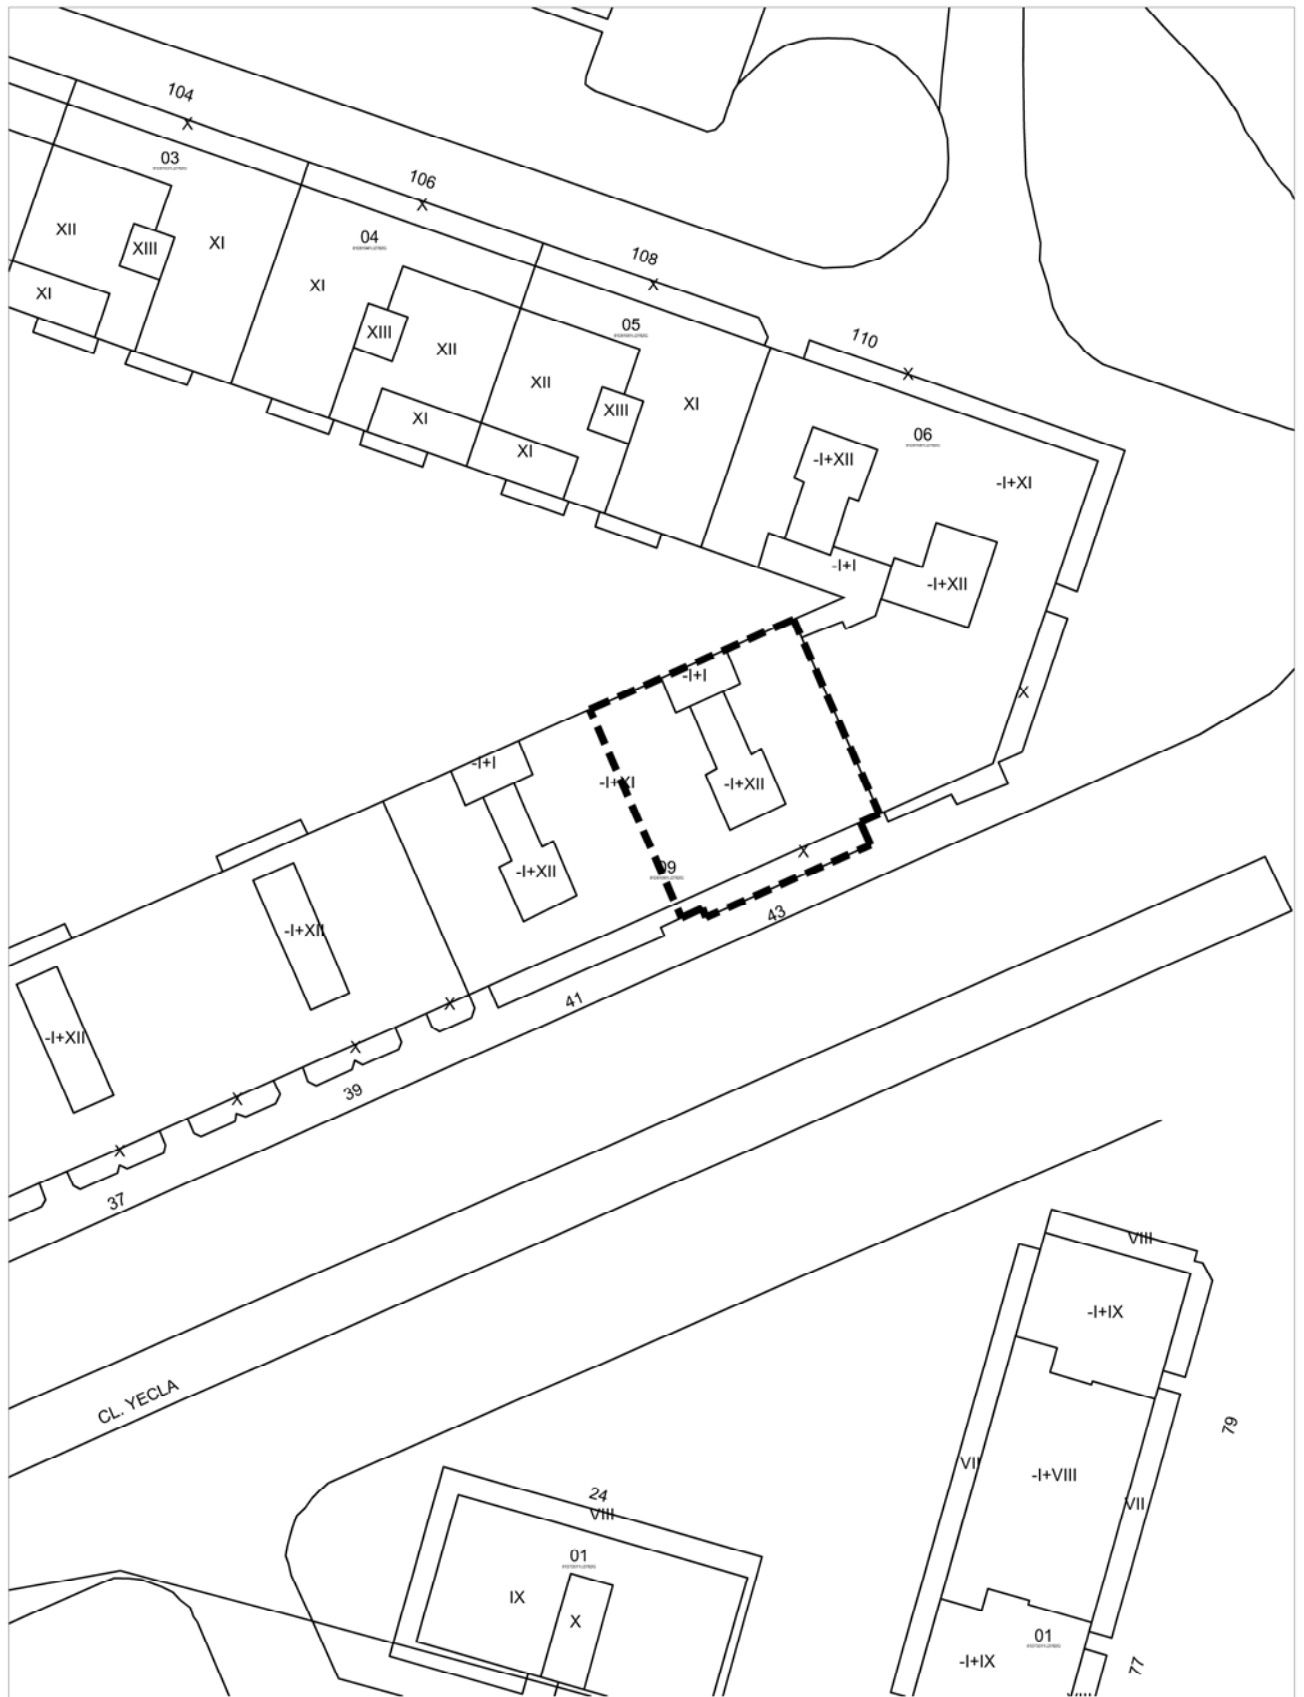 104
X
03
106
X
XII
XIII
XI
04
108
X
XI
XI
XIII
XII
05
110
X
XII
XIII
XI
XI
XI
06
-I+XII
-I+XI
-I+I
-I+XII
-I+I
X
-I+I
-I+XI
-I+XII
X
09
-I+XII
43
-I+XII
41
X
-I+XII
X
39
X
X
37
VIII
-I+IX
CL. YECLA
79
VII
-I+VIII
VII
24
VIII
01
IX
X
01
-I+IX
77